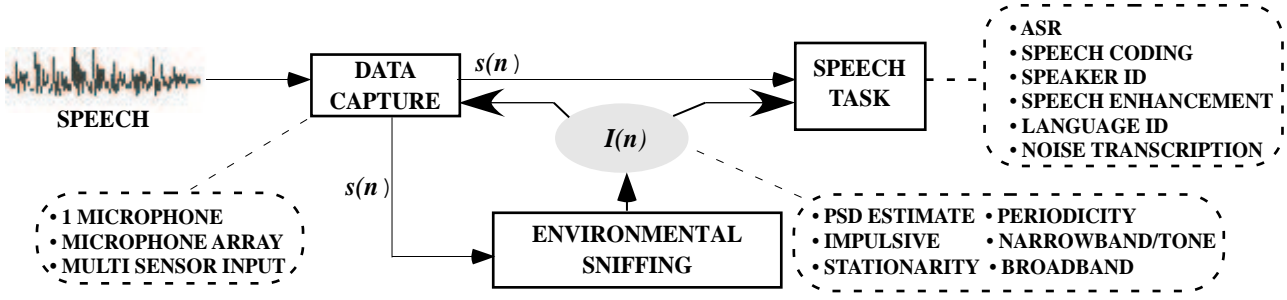 SPEECH
DATA
CAPTURE
s(n)
SPEECH
TASK
• ASR
• SPEECH CODING
• SPEAKER ID
• SPEECH ENHANCEMENT
• LANGUAGE ID
• NOISE TRANSCRIPTION
I(n)
s(n)
• 1 MICROPHONE
• MICROPHONE ARRAY
• MULTI SENSOR INPUT
ENVIRONMENTAL
SNIFFING
• PSD ESTIMATE • PERIODICITY
• IMPULSIVE • NARROWBAND/TONE
• STATIONARITY • BROADBAND